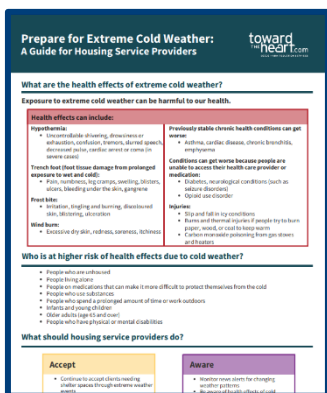 Prepare for Extreme Cold Weather:
A Guide for Housing Service Providers
toward
the heart.com
What are the health effects of extreme cold weather?
Exposure to extreme cold weather can be harmful to our health.
Health effects can include:
Hypothermia:
• Uncontrollable shivering, drowsiness or
exhaustion, confusion, tremors, slurred speech,
decreased pulse, cardiac arrest or coma (in
severe cases)
Trench foot (foot tissue damage from prolonged
exposure to wet and cold):
• Pain, numbness, leg cramps, swelling, blisters,
ulcers, bleeding under the skin, gangrene
Frost bite:
• Irritation, tingling and burning, discoloured
skin, blistering, ulceration
Wind burn:
• Excessive dry skin, redness, soreness, itchiness
Previously stable chronic health conditions can get
worse:
• Asthma, cardiac disease, chronic bronchitis,
emphysema
Conditions can get worse because people are
unable to access their health care provider or
medication:
• Diabetes, neurological conditions (such as
seizure disorders)
• Opioid use disorder
Injuries:
• Slip and fall in icy conditions
• Burns and thermal injuries if people try to burn
paper, wood, or coal to keep warm
• Carbon monoxide poisoning from gas stoves
and heaters
Who is at higher risk of health effects due to cold weather?
• People who are unhoused
• People living alone
• People on medications that can make it more difficult to protect themselves from the cold
• People who use substances
• People who spend a prolonged amount of time or work outdoors
• Infants and young children
• Older adults (age 65 and over)
• People who have physical or mental disabilities
What should housing service providers do?
Accept
• Continue to accept clients needing
shelter spaces through extreme weather
events
Aware
• Monitor news alerts for changing
weather patterns
• Be aware of health effects of cold